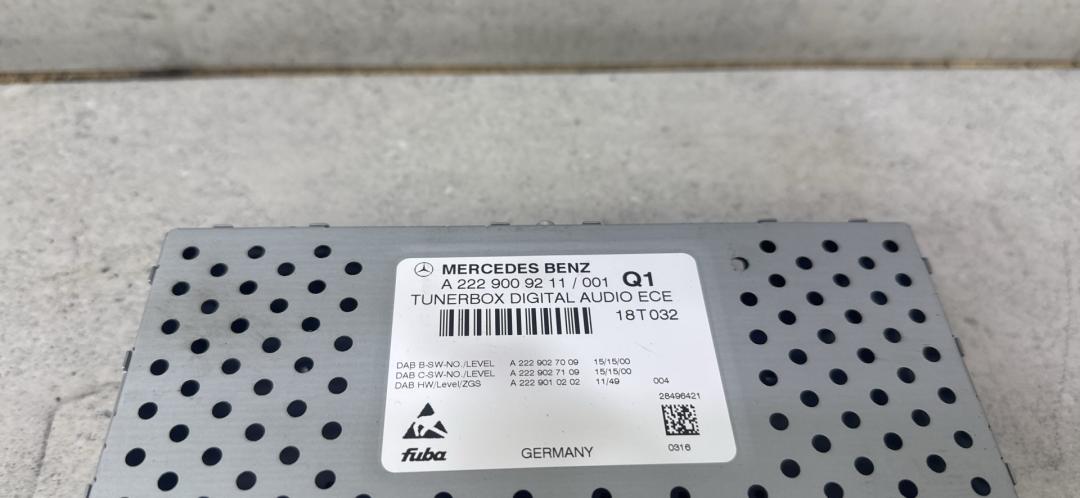 MERCEDES BENZ
A 222 900 92 11 / 001 Q1
TUNERBOX DIGITAL AUDIO ECE
18T032
DAB B-SW-NO./LEVEL A 222 902 70 09 15/15/00
DAB C-SW-NO./LEVEL A 222 902 71 09 15/15/00
DAB HW/Level/ZGS A 222 901 02 02 11/49 004
28496421
fuba GERMANY 0316